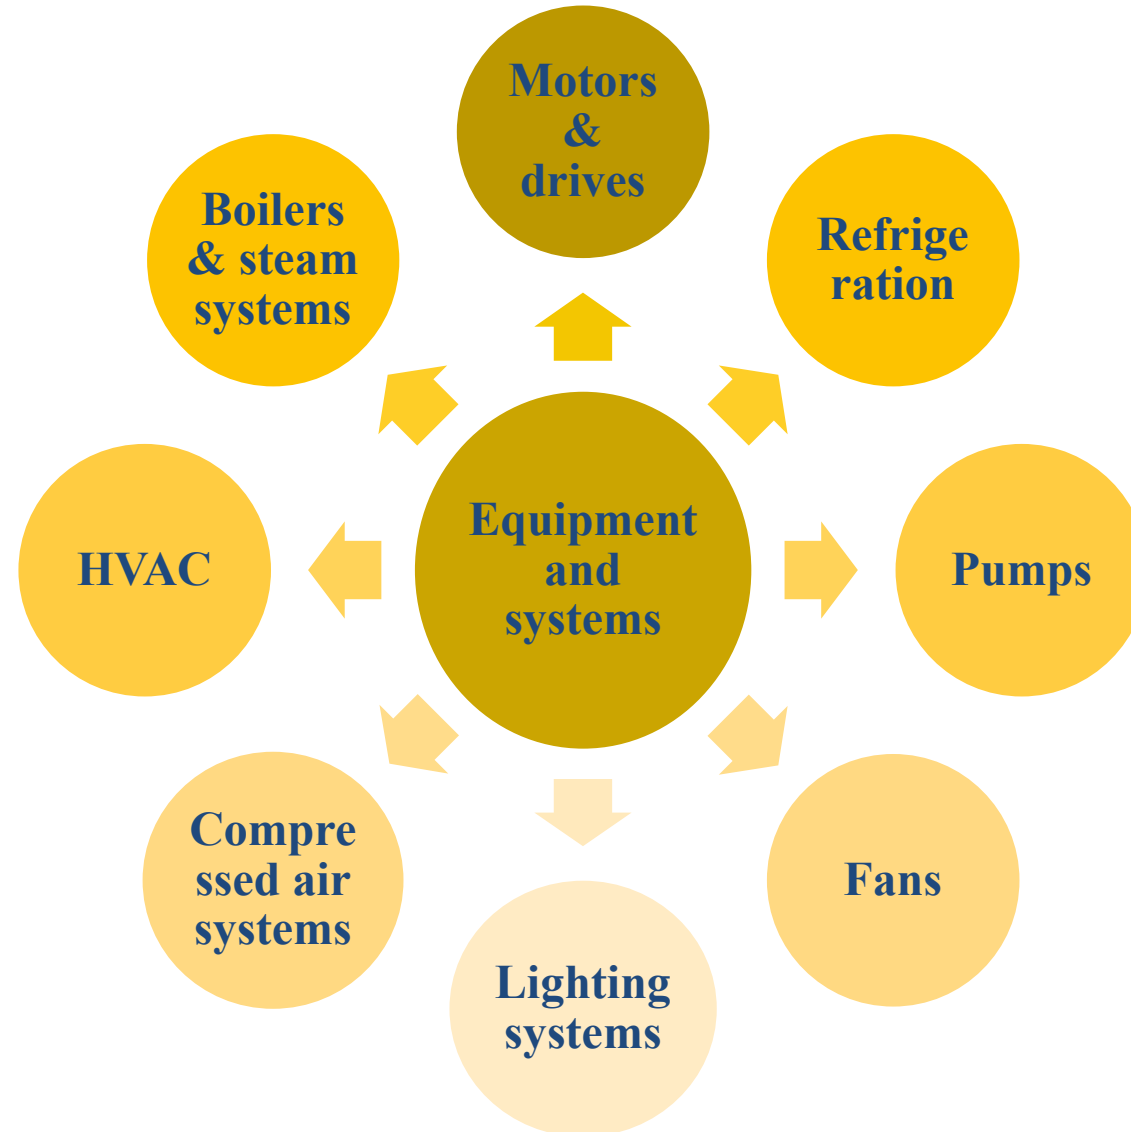 Motors
&
drives
Refrige
ration
Pumps
Fans
Lighting
systems
Compre
ssed air
systems
HVAC
Boilers
& steam
systems
Equipment
and
systems